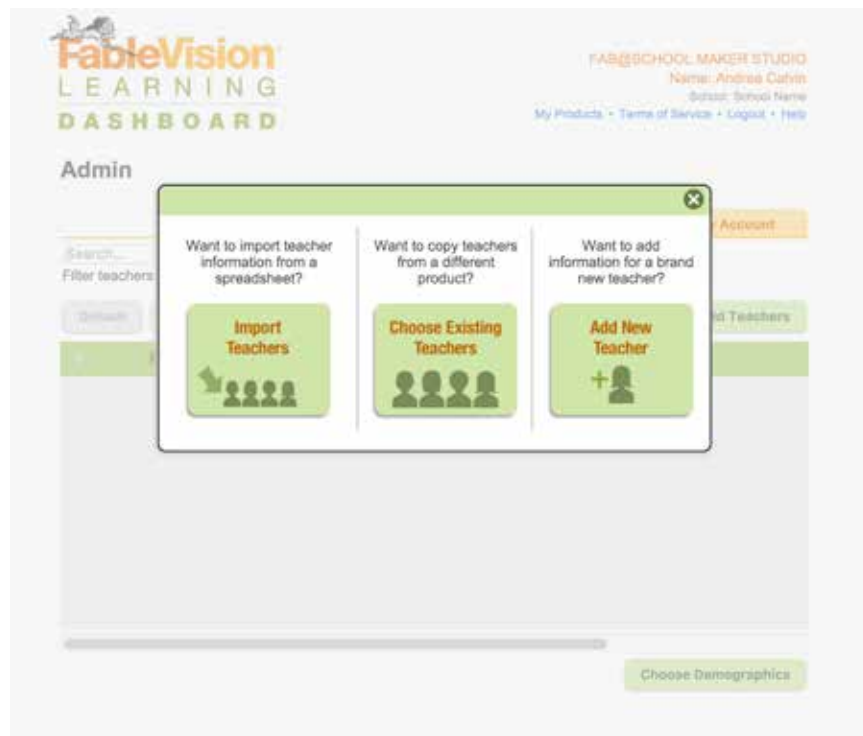 FableVision
LEARNING
DASHBOARD
FAB@SCHOOL MAKER STUDIO
Name: Andrea Calvin
School: School Name
My Products • Terms of Service • Logout • Help
Admin
Account
Search...
Filter teachers
Default
Teachers
Want to import teacher
information from a
spreadsheet?
Import
Teachers
Want to copy teachers
from a different
product?
Choose Existing
Teachers
Want to add
information for a brand
new teacher?
Add New
Teacher
Choose Demographics